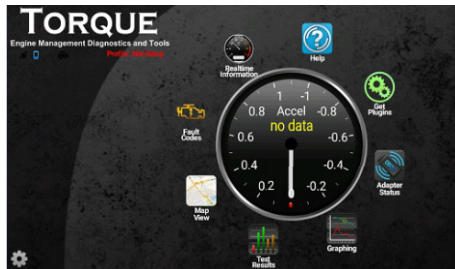 TORQUE
Engine Management Diagnostics and Tools
Help
Realtime
Information
Get
Plugins
1 -1
0.8 Accel -0.8
no data
0.6 -0.6
0.4 -0.4
0.2 -0.2
Fault
Codes
Adapter
Status
Map
View
Graphing
Test
Results